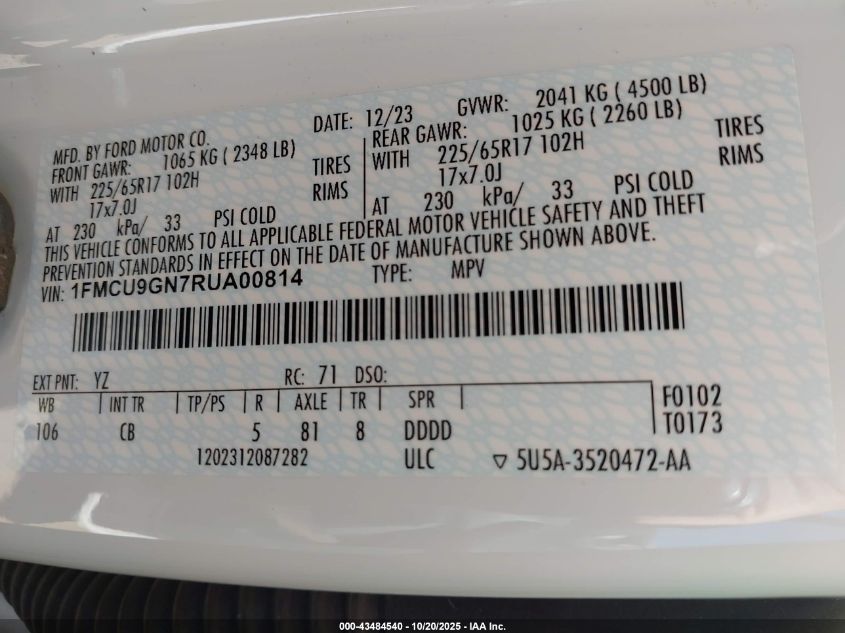 MFD. BY FORD MOTOR CO. DATE: 12/23 GVWR: 2041 KG ( 4500 LB)
FRONT GAWR: 1065 KG ( 2348 LB) REAR GAWR: 1025 KG ( 2260 LB)
WITH 225/65R17 102H TIRES WITH 225/65R17 102H TIRES
17x7.0J RIMS 17x7.0J RIMS
AT 230 kPa/ 33 PSI COLD AT 230 kPa/ 33 PSI COLD
THIS VEHICLE CONFORMS TO ALL APPLICABLE FEDERAL MOTOR VEHICLE SAFETY AND THEFT
PREVENTION STANDARDS IN EFFECT ON THE DATE OF MANUFACTURE SHOWN ABOVE.
VIN: 1FMCU9GN7RUA00814 TYPE: MPV
EXT PNT: YZ RC: 71 DSO:
WB INT TR TP/PS R AXLE TR SPR F0102
106 CB 5 81 8 DDDD T0173
1202312087282 ULC ▽ 5U5A-3520472-AA
000-43484540 - 10/20/2025 - IAA Inc.